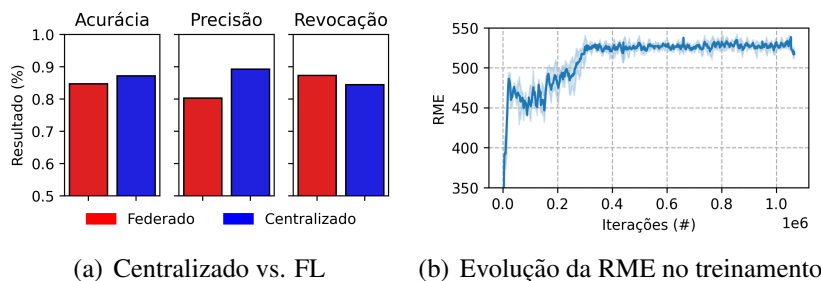 Acurácia
Precisão
Revocação
Resultado (%)
1.0
0.9
0.8
0.7
0.6
0.5
Federado
Centralizado
(a) Centralizado vs. FL
RME
550
500
450
400
350
0.0 0.2 0.4 0.6 0.8 1.0
1e6
Iterações (#)
(b) Evolução da RME no treinamento